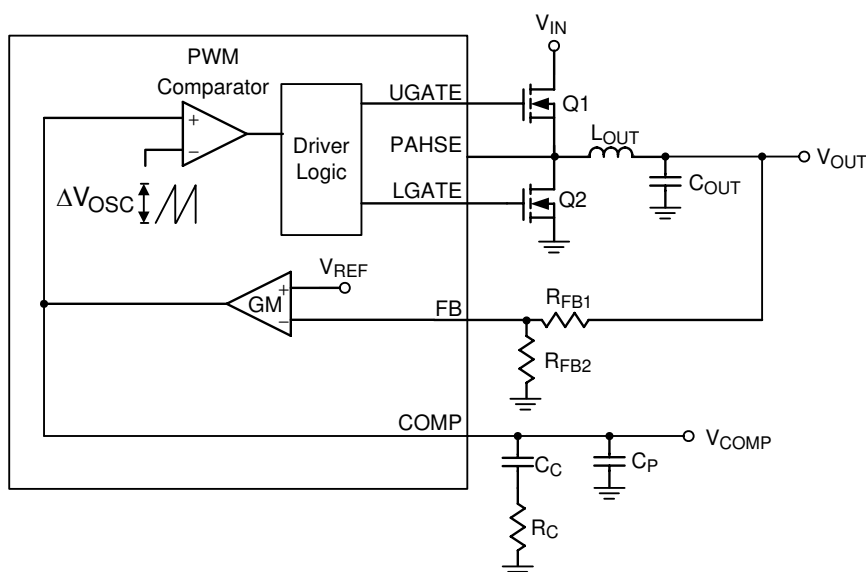 V_IN
PWM
Comparator
UGATE
Q1
+
−
Driver
Logic
PAHSE
L_OUT
V_OUT
C_OUT
ΔV_OSC
LGATE
Q2
V_REF
GM
+
−
FB
R_FB1
R_FB2
COMP
V_COMP
C_C
C_P
R_C